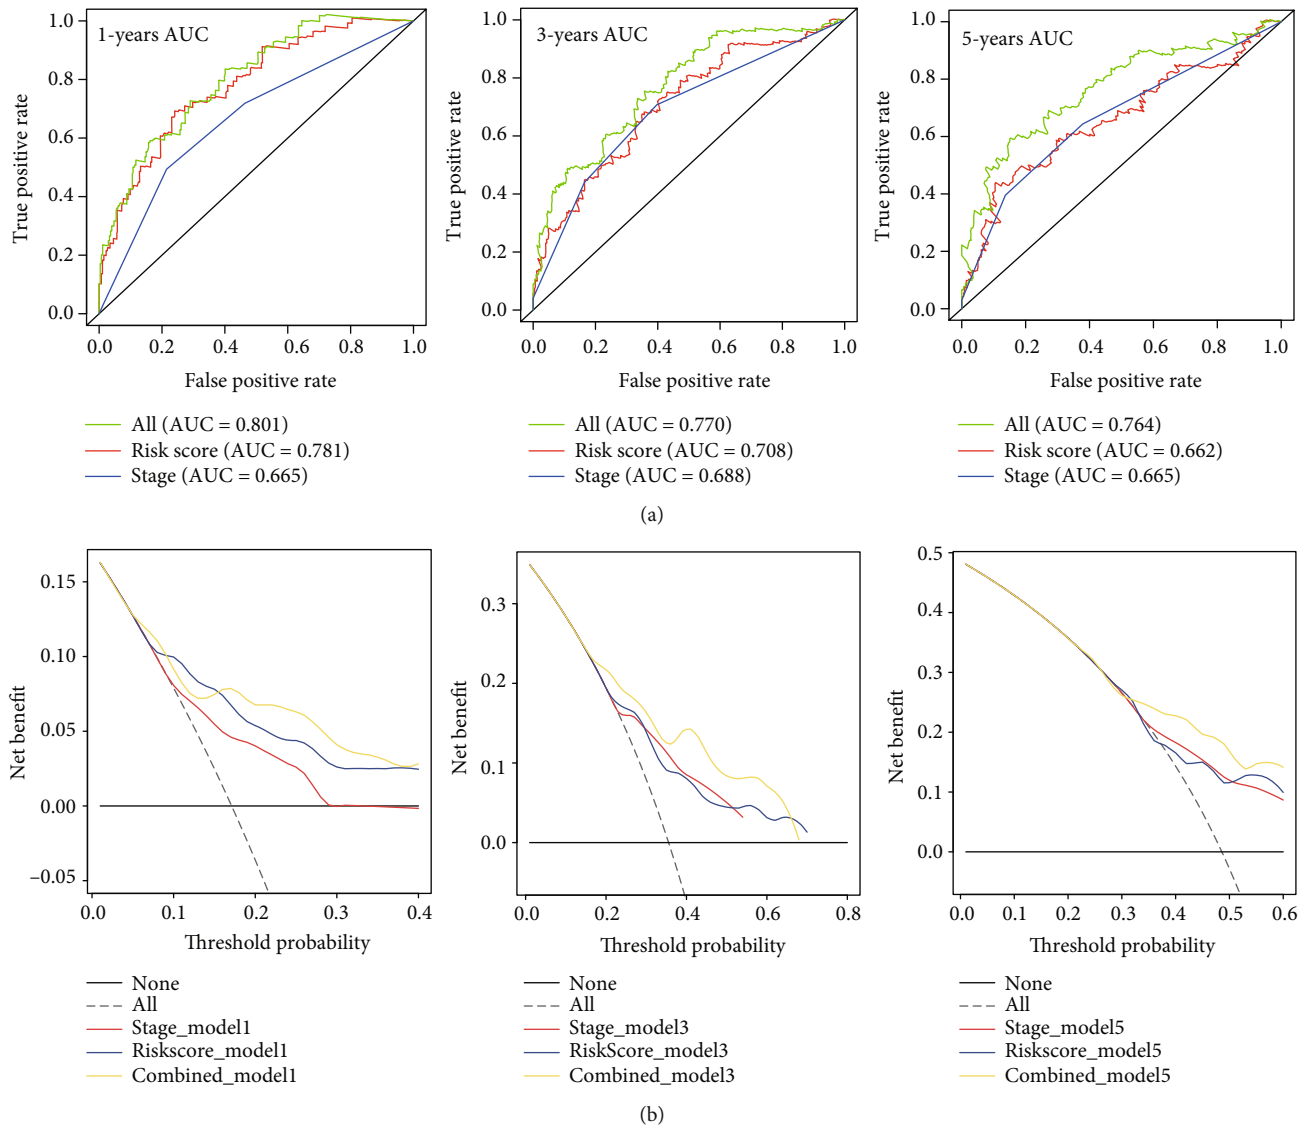 1-years AUC
True positive rate
1.0
0.8
0.6
0.4
0.2
0.0
0.0 0.2 0.4 0.6 0.8 1.0
False positive rate
All (AUC = 0.801)
Risk score (AUC = 0.781)
Stage (AUC = 0.665)
3-years AUC
True positive rate
1.0
0.8
0.6
0.4
0.2
0.0
0.0 0.2 0.4 0.6 0.8 1.0
False positive rate
All (AUC = 0.770)
Risk score (AUC = 0.708)
Stage (AUC = 0.688)
5-years AUC
True positive rate
1.0
0.8
0.6
0.4
0.2
0.0
0.0 0.2 0.4 0.6 0.8 1.0
False positive rate
All (AUC = 0.764)
Risk score (AUC = 0.662)
Stage (AUC = 0.665)
(a)
Net benefit
0.15
0.10
0.05
0.00
–0.05
0.0 0.1 0.2 0.3 0.4
Threshold probability
None
All
Stage_model1
Riskscore_model1
Combined_model1
Net benefit
0.3
0.2
0.1
0.0
0.0 0.2 0.4 0.6 0.8
Threshold probability
None
All
Stage_model3
RiskScore_model3
Combined_model3
Net benefit
0.5
0.4
0.3
0.2
0.1
0.0
0.0 0.1 0.2 0.3 0.4 0.5 0.6
Threshold probability
None
All
Stage_model5
Riskscore_model5
Combined_model5
(b)